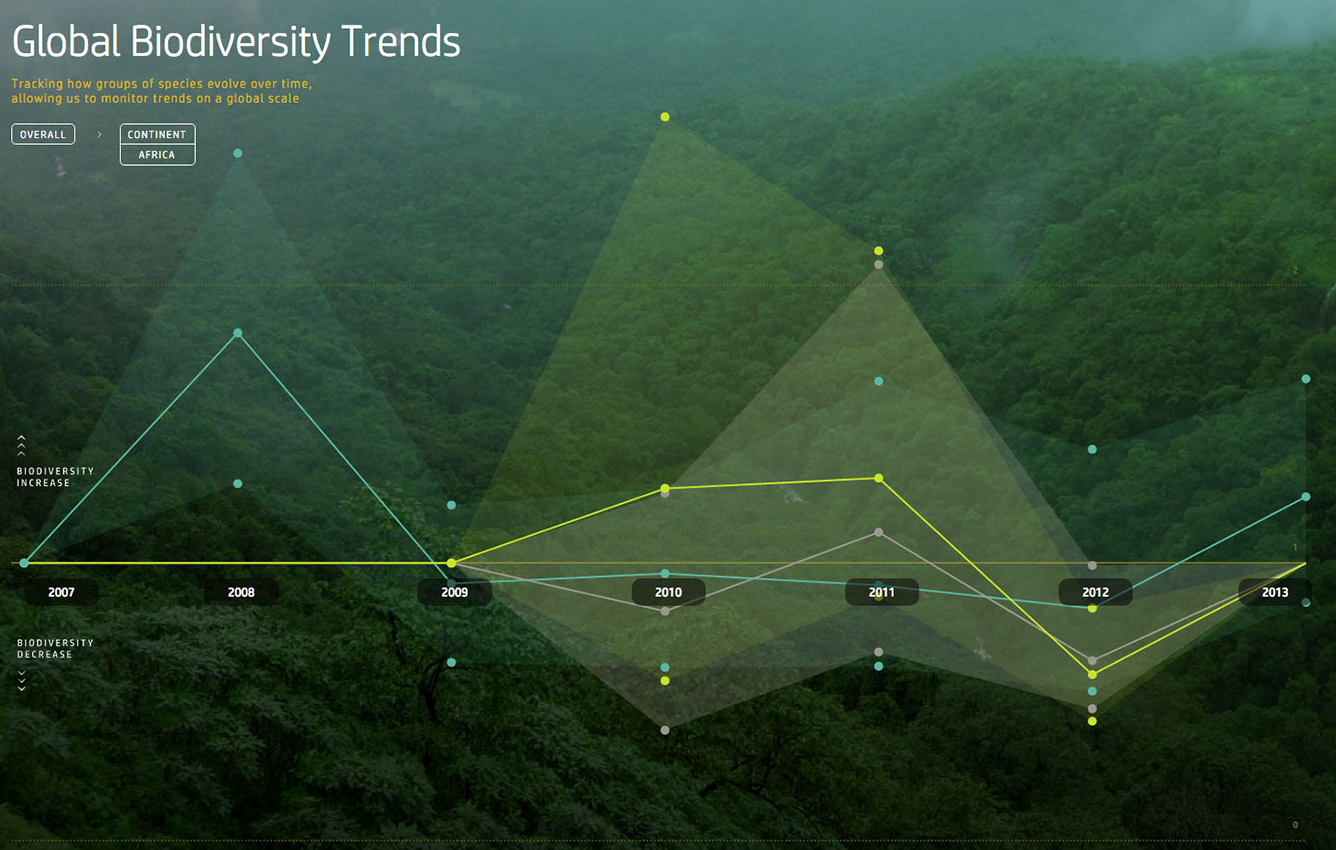 Global Biodiversity Trends
Tracking how groups of species evolve over time,
allowing us to monitor trends on a global scale
OVERALL > CONTINENT
AFRICA
2
BIODIVERSITY
INCREASE
1
2007 2008 2009 2010 2011 2012 2013
BIODIVERSITY
DECREASE
0